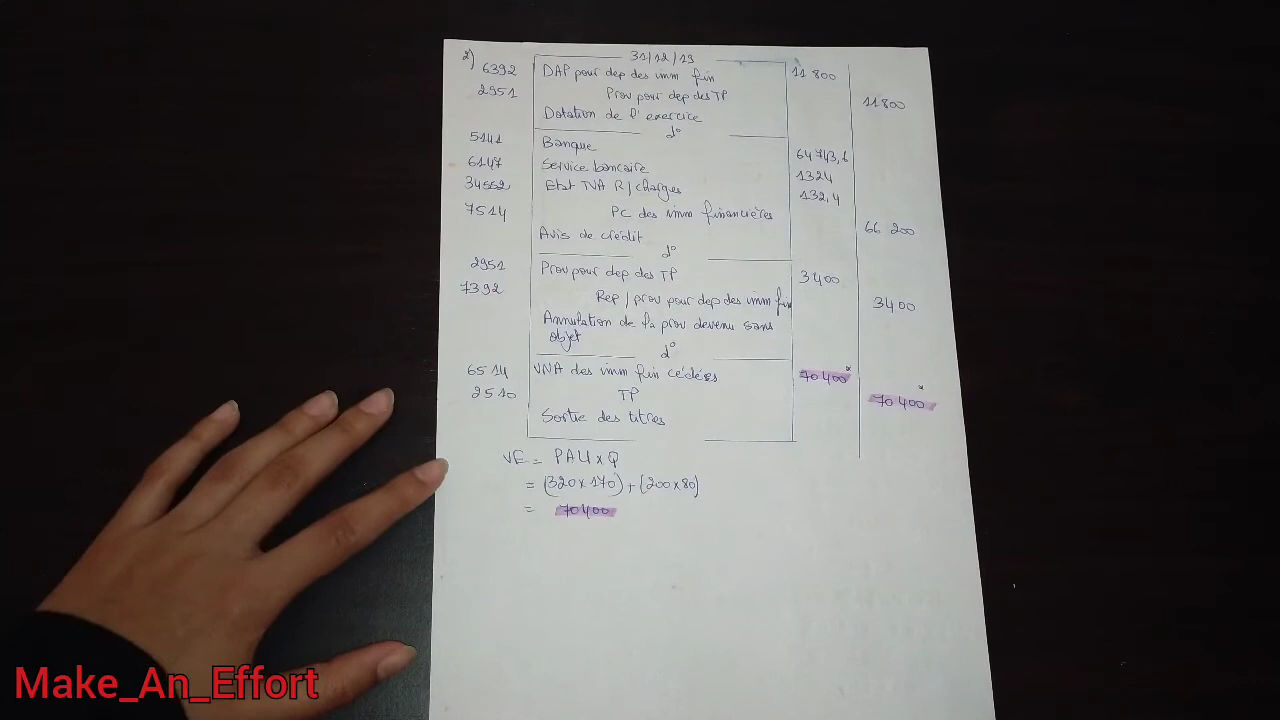 2) 31/12/13
6392 DAP pour dep des imm fin 11 800
2951 Prov pour dep des TP 11800
Dotation de l'exercice
d°
5141 Banque 64 743,6
6147 Service bancaire 1324
34552 Etat TVA R/charges 132,4
7514 PC des imm financières 66 200
Avis de crédit
d°
2951 Prov pour dep des TP 3400
7392 Rep/prov pour dep des imm fin 3400
Annulation de la prov devenu sans
objet
d°
6514 VNA des imm fin cédées 70 400*
2510 TP 70 400*
Sortie des titres
VE = PAU x Q
= (320 x 170) + (200 x 80)
= 70400
Make_An_Effort